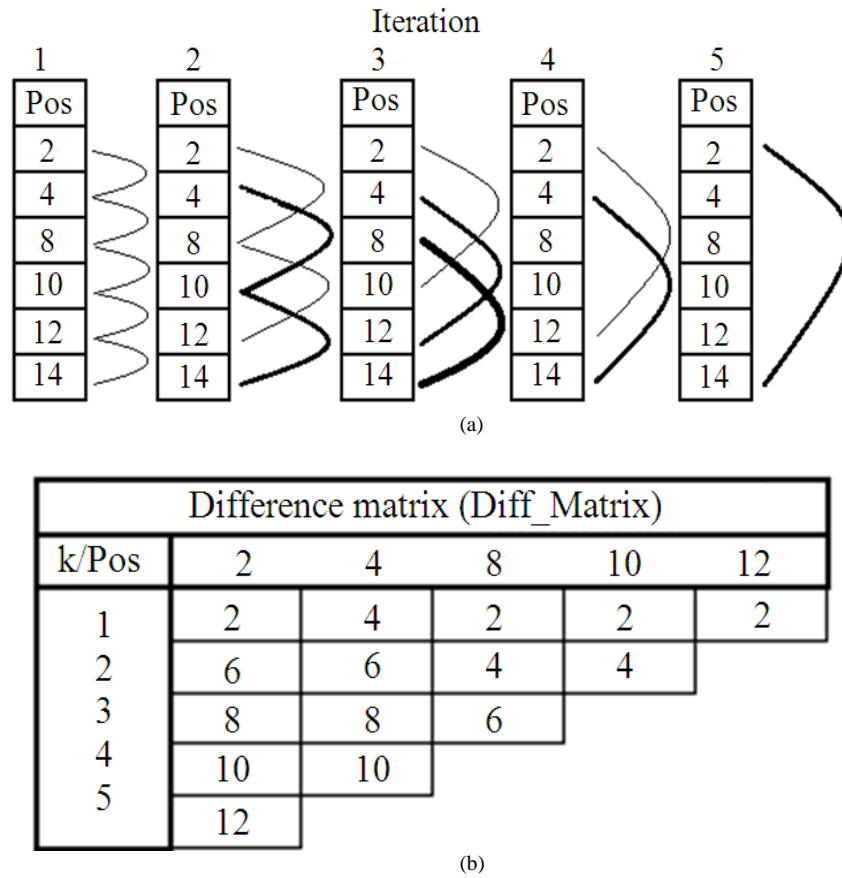 Iteration
1 2 3 4 5
Pos Pos Pos Pos Pos
2 2 2 2 2
4 4 4 4 4
8 8 8 8 8
10 10 10 10 10
12 12 12 12 12
14 14 14 14 14
(a)
Difference matrix (Diff_Matrix)
k/Pos 2 4 8 10 12
1 2 4 2 2 2
2 6 6 4 4
3 8 8 6
4 10 10
5 12
(b)